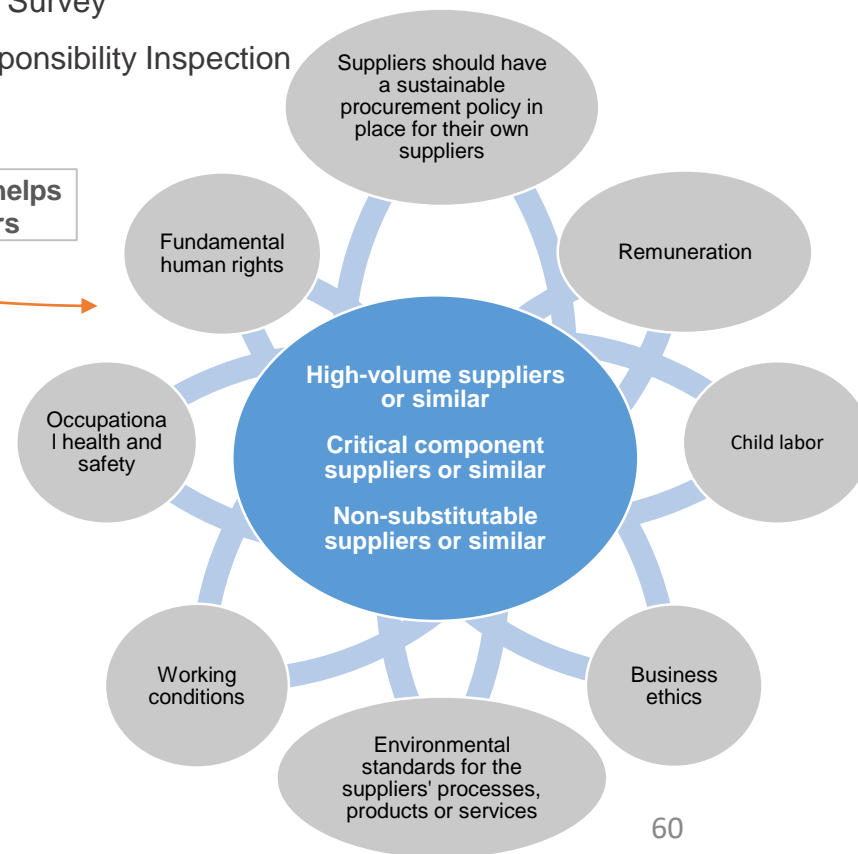 Survey
ponsibility Inspection
helps
rs
Suppliers should have
a sustainable
procurement policy in
place for their own
suppliers
Fundamental
human rights
Remuneration
High-volume suppliers
or similar
Critical component
suppliers or similar
Non-substitutable
suppliers or similar
Occupationa
l health and
safety
Child labor
Working
conditions
Business
ethics
Environmental
standards for the
suppliers' processes,
products or services
60